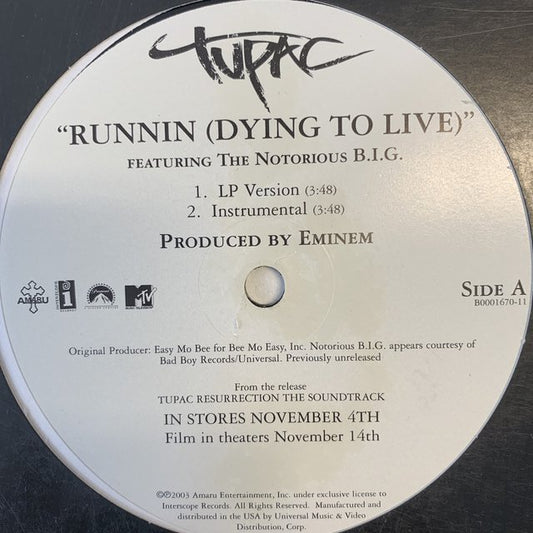 TUPAC
"RUNNIN (DYING TO LIVE)"
FEATURING THE NOTORIOUS B.I.G.
1. LP Version (3:48)
2. Instrumental (3:48)
PRODUCED BY EMINEM
AMARU
MTV
SIDE A
B0001670-11
Original Producer: Easy Mo Bee for Bee Mo Easy, Inc. Notorious B.I.G. appears courtesy of
Bad Boy Records/Universal. Previously unreleased
From the release
TUPAC RESURRECTION THE SOUNDTRACK
IN STORES NOVEMBER 4TH
Film in theaters November 14th
©℗2003 Amaru Entertainment, Inc. under exclusive license to
Interscope Records. All Rights Reserved. Manufactured and
distributed in the USA by Universal Music & Video
Distribution, Corp.